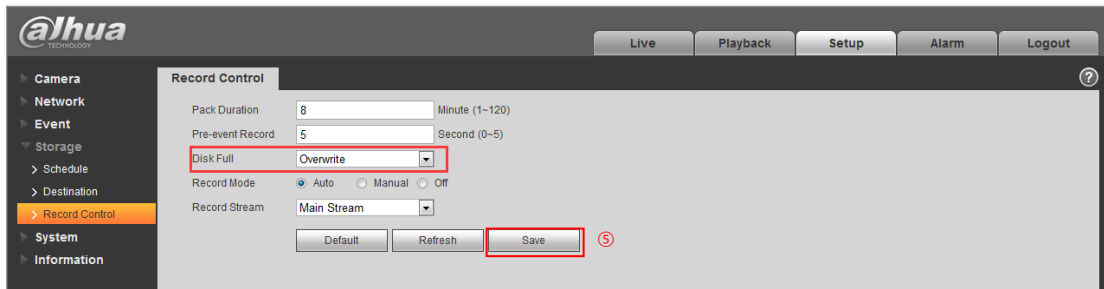 alhua
TECHNOLOGY
Live Playback Setup Alarm Logout
Camera
Network
Event
Storage
Schedule
Destination
Record Control
System
Information
Record Control
?
Pack Duration 8 Minute (1~120)
Pre-event Record 5 Second (0~5)
Disk Full Overwrite
Record Mode Auto Manual Off
Record Stream Main Stream
Default Refresh Save ⑤